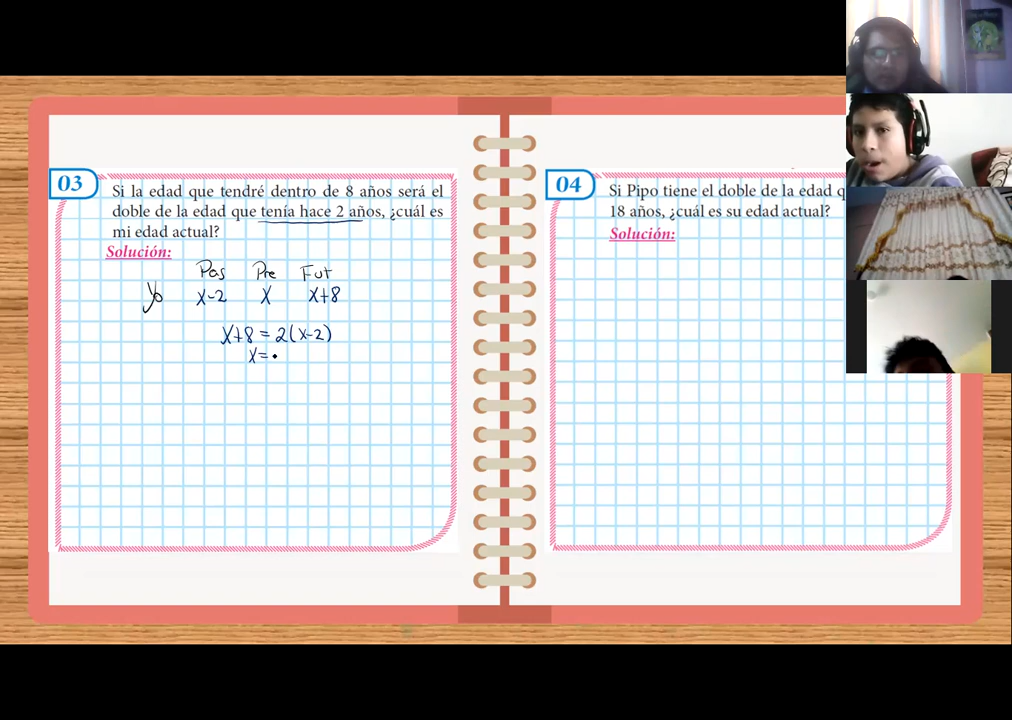 03
Si la edad que tendré dentro de 8 años será el
doble de la edad que tenía hace 2 años, ¿cuál es
mi edad actual?
Solución:
Pas Pre Fut
Yo x-2 x x+8
x+8 = 2(x-2)
x=
04
Si Pipo tiene el doble de la edad q
18 años, ¿cuál es su edad actual?
Solución: